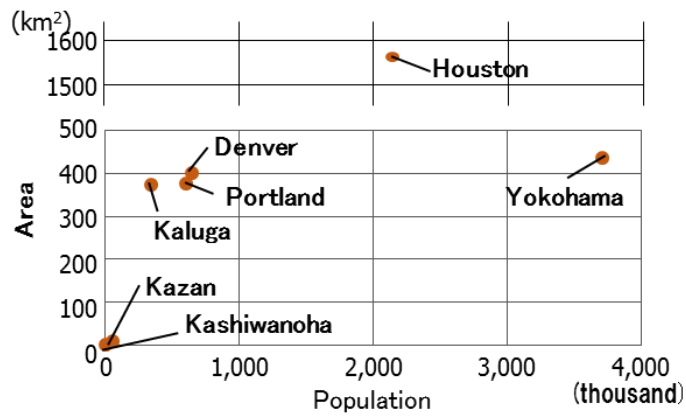 (km²)
1600
Houston
1500
500
Denver
400
Portland
Yokohama
Kaluga
300
Area
200
Kazan
100
Kashiwanoha
0
0
1,000
2,000
3,000
4,000
Population
(thousand)